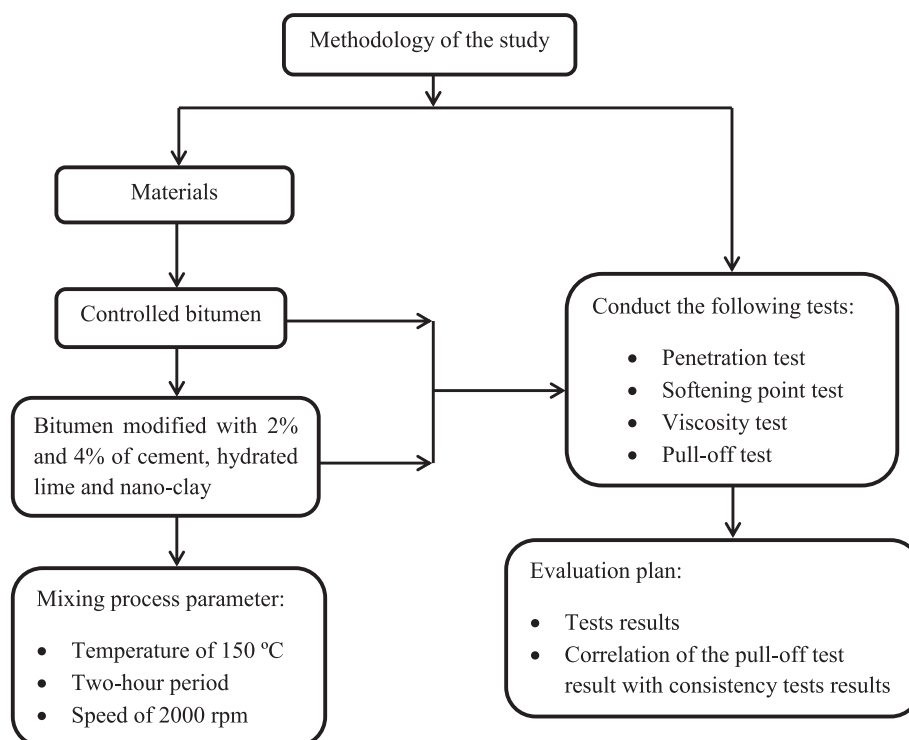 Methodology of the study
Materials
Controlled bitumen
Bitumen modified with 2%
and 4% of cement, hydrated
lime and nano-clay
Mixing process parameter:
• Temperature of 150 ºC
• Two-hour period
• Speed of 2000 rpm
Conduct the following tests:
• Penetration test
• Softening point test
• Viscosity test
• Pull-off test
Evaluation plan:
• Tests results
• Correlation of the pull-off test
result with consistency tests results